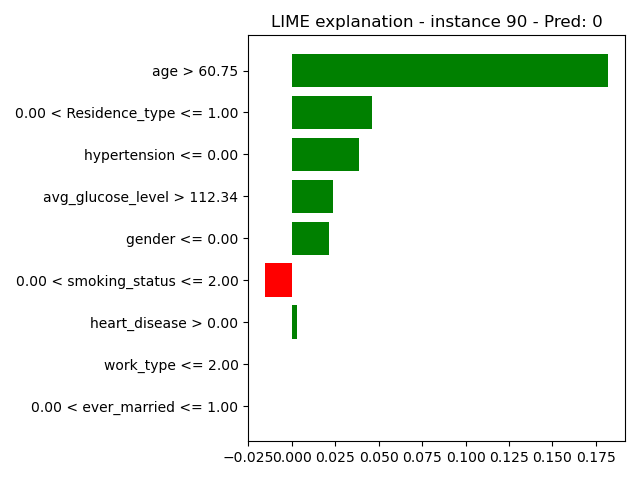 LIME explanation - instance 90 - Pred: 0
age > 60.75
0.00 < Residence_type <= 1.00
hypertension <= 0.00
avg_glucose_level > 112.34
gender <= 0.00
0.00 < smoking_status <= 2.00
heart_disease > 0.00
work_type <= 2.00
0.00 < ever_married <= 1.00
−0.025 0.000 0.025 0.050 0.075 0.100 0.125 0.150 0.175